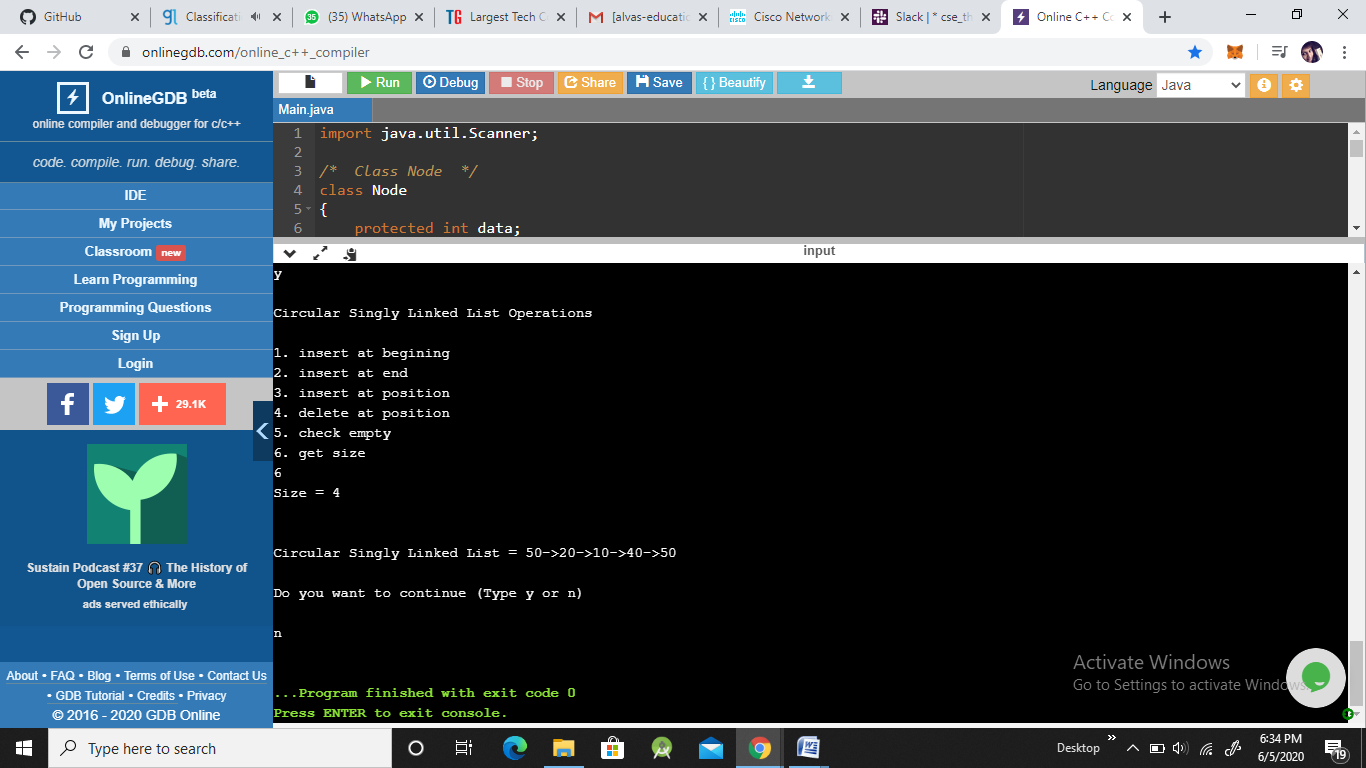 GitHub
Classificati
(35) WhatsApp
Largest Tech C
[alvas-educatio
Cisco Network
Slack | * cse_th
Online C++ Co
onlinegdb.com/online_c++_compiler
OnlineGDB beta
online compiler and debugger for c/c++
code. compile. run. debug. share.
IDE
My Projects
Classroom new
Learn Programming
Programming Questions
Sign Up
Login
29.1K
Sustain Podcast #37 🎧 The History of
Open Source & More
ads served ethically
About • FAQ • Blog • Terms of Use • Contact Us
• GDB Tutorial • Credits • Privacy
© 2016 - 2020 GDB Online
Run Debug Stop Share Save { } Beautify
Language Java
Main.java
1 import java.util.Scanner;
2
3 /*  Class Node  */
4 class Node
5 {
6     protected int data;
input
y
Circular Singly Linked List Operations
1. insert at begining
2. insert at end
3. insert at position
4. delete at position
5. check empty
6. get size
6
Size = 4
Circular Singly Linked List = 50->20->10->40->50
Do you want to continue (Type y or n)
n
...Program finished with exit code 0
Press ENTER to exit console.
Activate Windows
Go to Settings to activate Windows.
Type here to search
Desktop
6:34 PM
6/5/2020
19